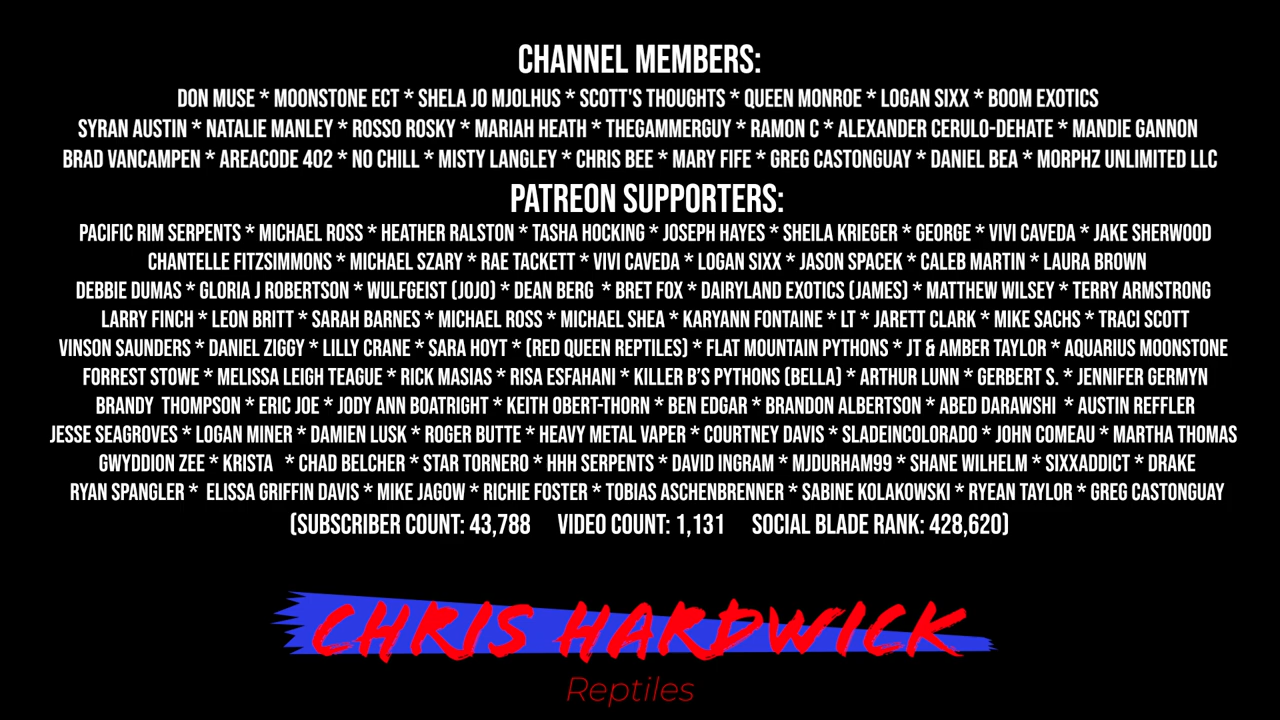 CHANNEL MEMBERS:
DON MUSE * MOONSTONE ECT * SHELA JO MJOLHUS * SCOTT'S THOUGHTS * QUEEN MONROE * LOGAN SIXX * BOOM EXOTICS
SYRAN AUSTIN * NATALIE MANLEY * ROSSO ROSKY * MARIAH HEATH * THEGAMMERGUY * RAMON C * ALEXANDER CERULO-DEHATE * MANDIE GANNON
BRAD VANCAMPEN * AREACODE 402 * NO CHILL * MISTY LANGLEY * CHRIS BEE * MARY FIFE * GREG CASTONGUAY * DANIEL BEA * MORPHZ UNLIMITED LLC
PATREON SUPPORTERS:
PACIFIC RIM SERPENTS * MICHAEL ROSS * HEATHER RALSTON * TASHA HOCKING * JOSEPH HAYES * SHEILA KRIEGER * GEORGE * VIVI CAVEDA * JAKE SHERWOOD
CHANTELLE FITZSIMMONS * MICHAEL SZARY * RAE TACKETT * VIVI CAVEDA * LOGAN SIXX * JASON SPACEK * CALEB MARTIN * LAURA BROWN
DEBBIE DUMAS * GLORIA J ROBERTSON * WULFGEIST (JOJO) * DEAN BERG * BRET FOX * DAIRYLAND EXOTICS (JAMES) * MATTHEW WILSEY * TERRY ARMSTRONG
LARRY FINCH * LEON BRITT * SARAH BARNES * MICHAEL ROSS * MICHAEL SHEA * KARYANN FONTAINE * LT * JARETT CLARK * MIKE SACHS * TRACI SCOTT
VINSON SAUNDERS * DANIEL ZIGGY * LILLY CRANE * SARA HOYT * (RED QUEEN REPTILES) * FLAT MOUNTAIN PYTHONS * JT & AMBER TAYLOR * AQUARIUS MOONSTONE
FORREST STOWE * MELISSA LEIGH TEAGUE * RICK MASIAS * RISA ESFAHANI * KILLER B'S PYTHONS (BELLA) * ARTHUR LUNN * GERBERT S. * JENNIFER GERMYN
BRANDY THOMPSON * ERIC JOE * JODY ANN BOATRIGHT * KEITH OBERT-THORN * BEN EDGAR * BRANDON ALBERTSON * ABED DARAWSHI * AUSTIN REFFLER
JESSE SEAGROVES * LOGAN MINER * DAMIEN LUSK * ROGER BUTTE * HEAVY METAL VAPER * COURTNEY DAVIS * SLADEINCOLORADO * JOHN COMEAU * MARTHA THOMAS
GWYDDION ZEE * KRISTA * CHAD BELCHER * STAR TORNERO * HHH SERPENTS * DAVID INGRAM * MJDURHAM99 * SHANE WILHELM * SIXXADDICT * DRAKE
RYAN SPANGLER * ELISSA GRIFFIN DAVIS * MIKE JAGOW * RICHIE FOSTER * TOBIAS ASCHENBRENNER * SABINE KOLAKOWSKI * RYEAN TAYLOR * GREG CASTONGUAY
(SUBSCRIBER COUNT: 43,788 VIDEO COUNT: 1,131 SOCIAL BLADE RANK: 428,620)
CHRIS HARDWICK
Reptiles